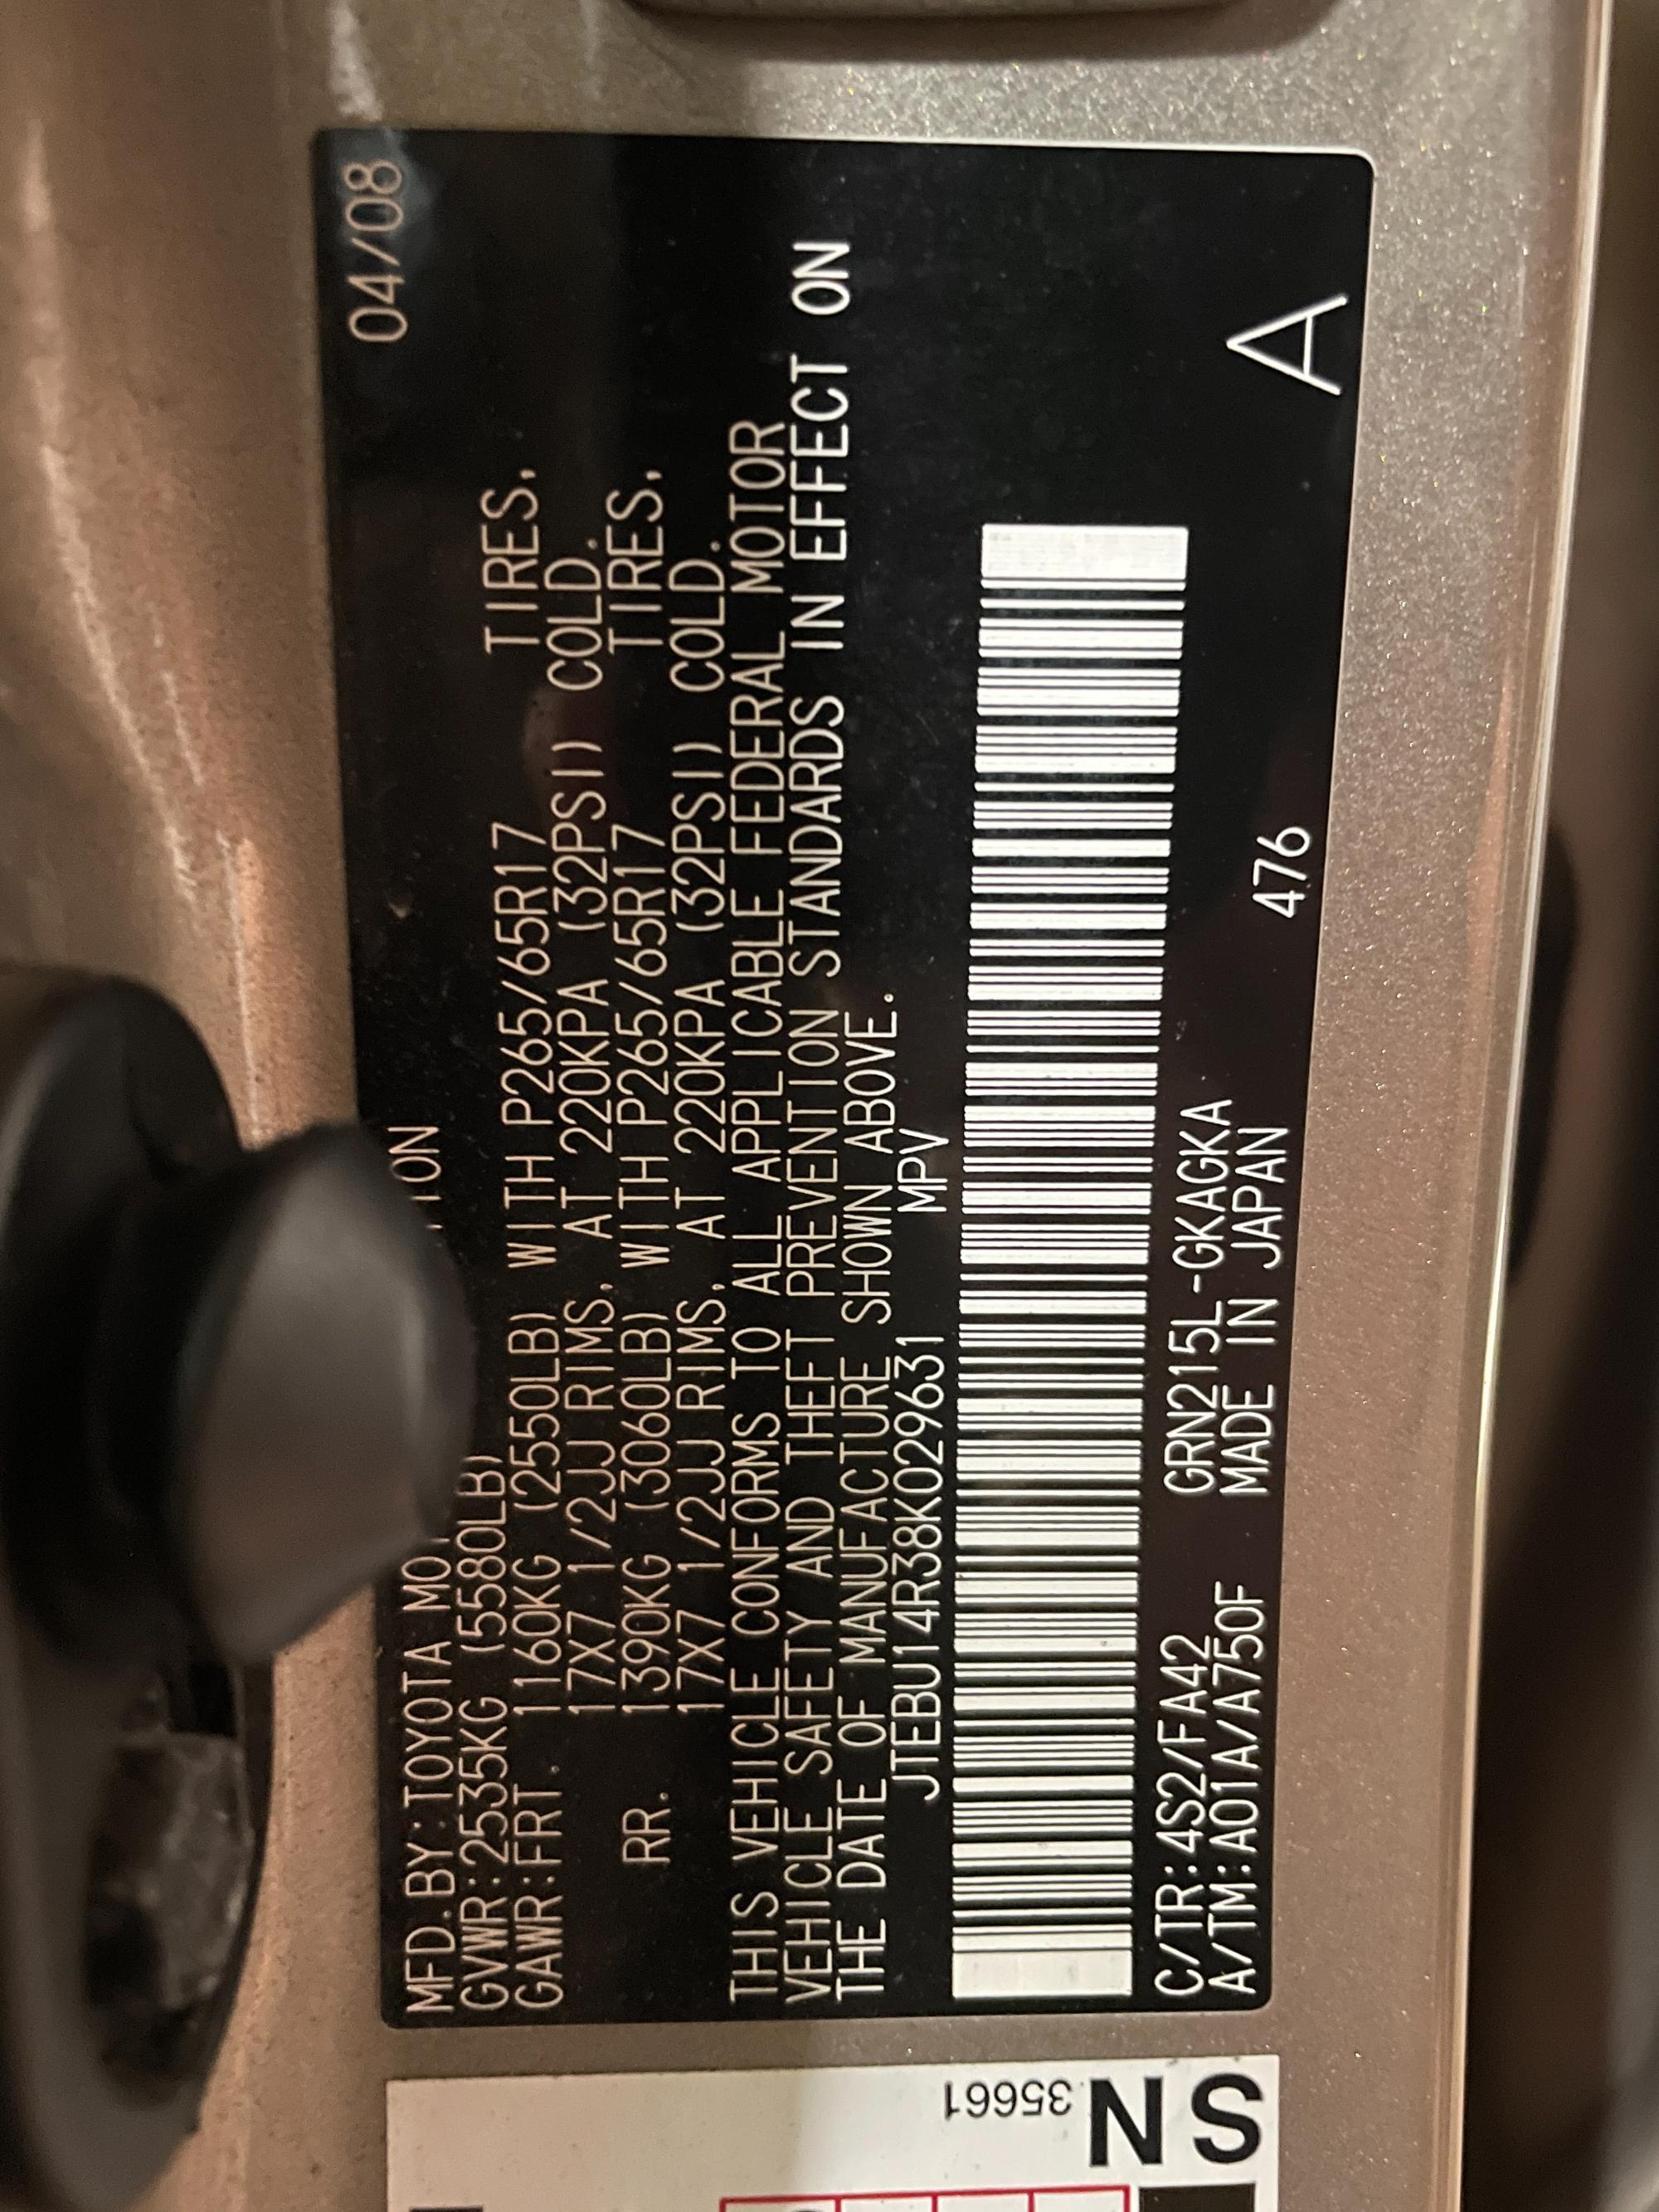 04/08
MFD.BY:TOYOTA
GVWR:2535KG (5580LB)
GAWR:FRT. 1160KG (2550LB) WITH P265/65R17 TIRES,
17X7 1/2JJ RIMS, AT 220KPA (32PSI) COLD.
RR. 1390KG (3060LB) WITH P265/65R17 TIRES,
17X7 1/2JJ RIMS, AT 220KPA (32PSI) COLD.
THIS VEHICLE CONFORMS TO ALL APPLICABLE FEDERAL MOTOR
VEHICLE SAFETY AND THEFT PREVENTION STANDARDS IN EFFECT ON
THE DATE OF MANUFACTURE SHOWN ABOVE.
JTEBU14R38K029631 MPV
C/TR:4S2/FA42 GRN215L-GKAGKA
A/TM:A01A/A750F MADE IN JAPAN 476
A
35661
SN